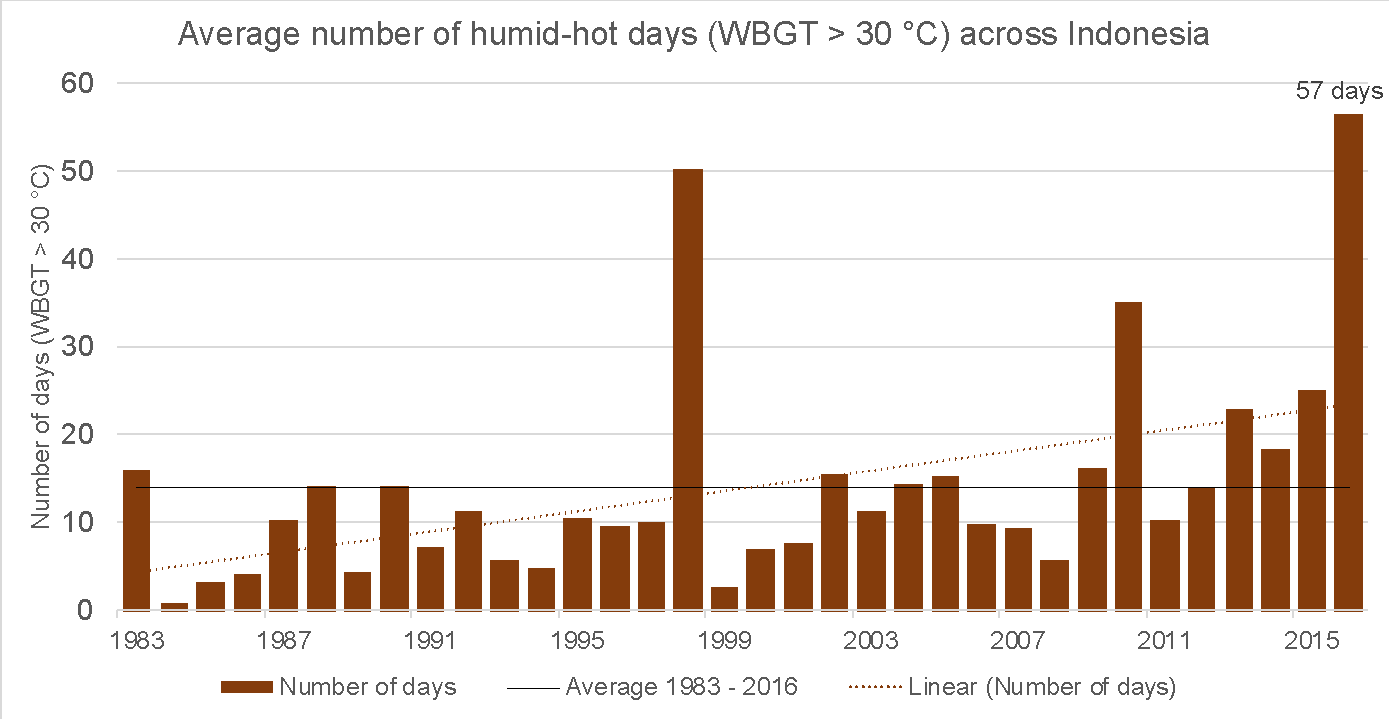 Average number of humid-hot days (WBGT > 30 °C) across Indonesia
Number of days (WBGT > 30 °C)
60
50
40
30
20
10
0
57 days
1983 1987 1991 1995 1999 2003 2007 2011 2015
Number of days Average 1983 - 2016 Linear (Number of days)